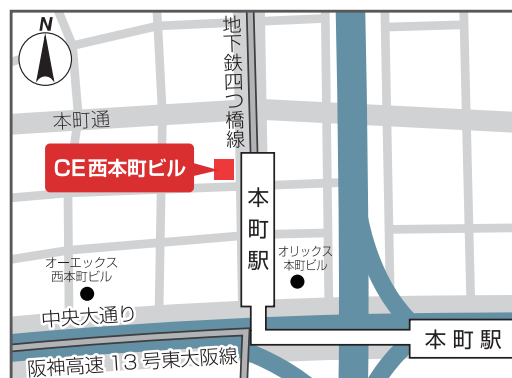 N
地下鉄四つ橋線
本町通
CE西本町ビル
本町駅
オリックス
本町ビル
オーエックス
西本町ビル
中央大通り
本町駅
阪神高速 13 号東大阪線